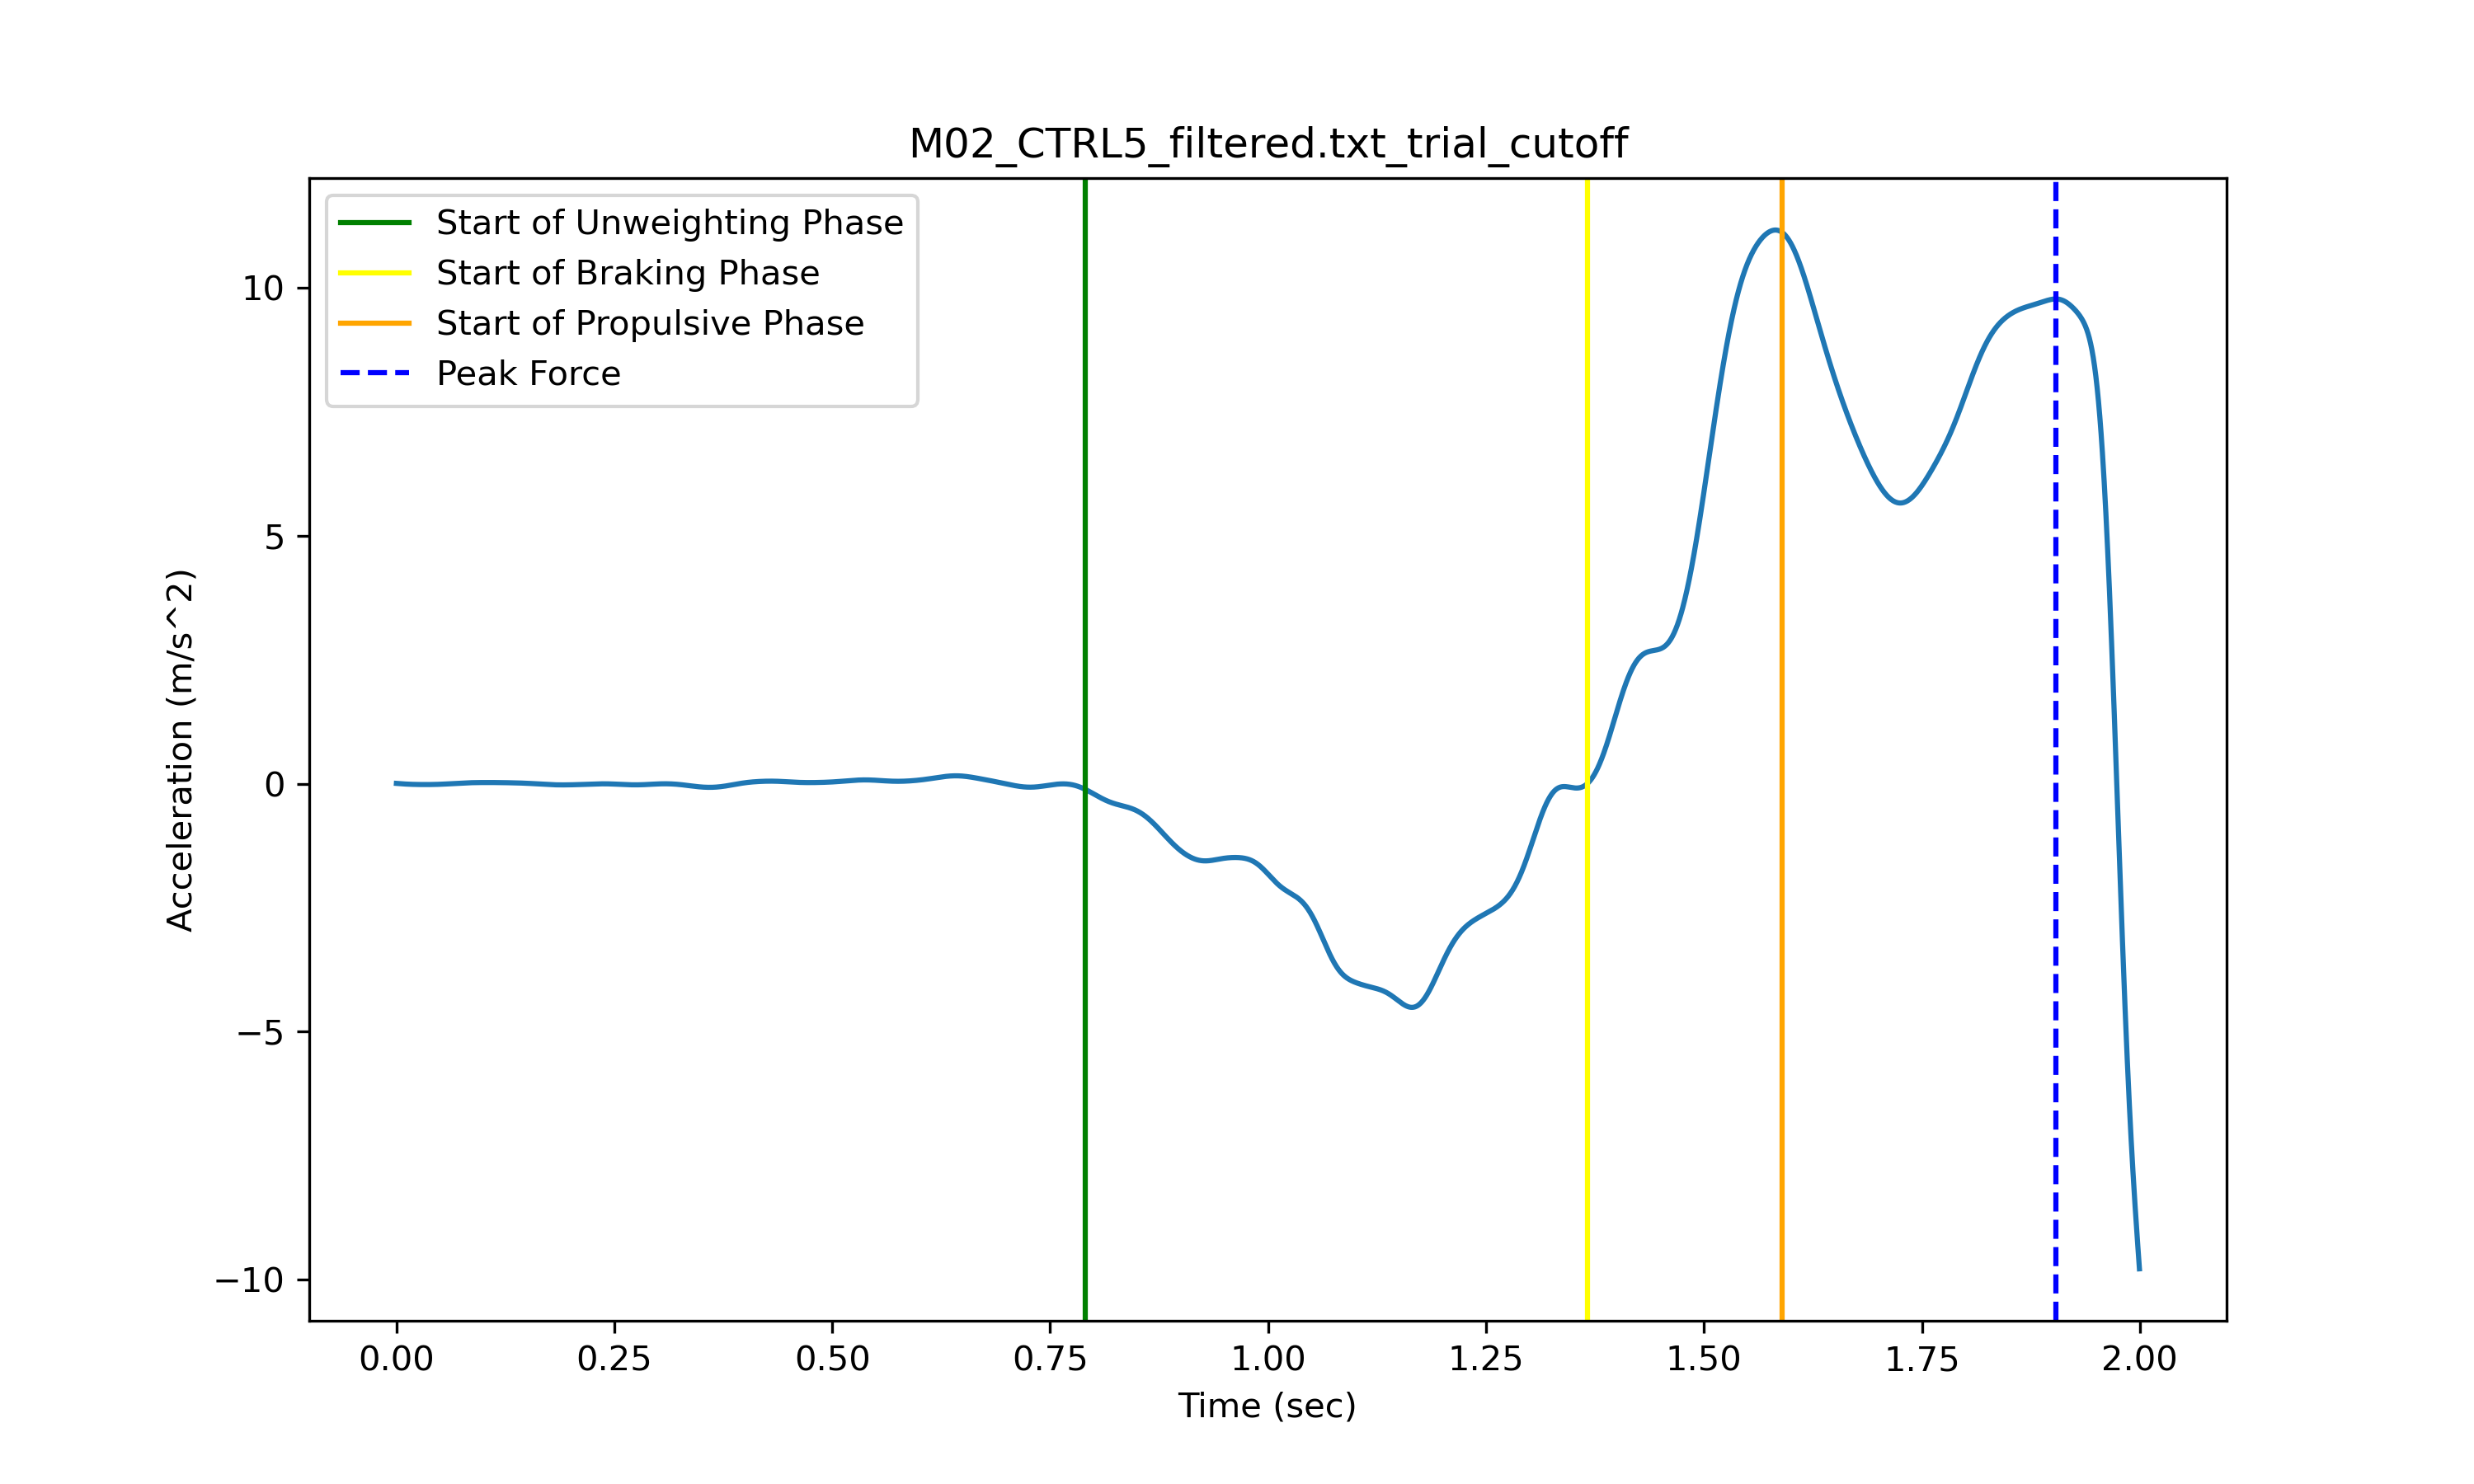 M02_CTRL5_filtered.txt_trial_cutoff
Start of Unweighting Phase
Start of Braking Phase
Start of Propulsive Phase
Peak Force
10
5
0
−5
−10
Acceleration (m/s^2)
0.00 0.25 0.50 0.75 1.00 1.25 1.50 1.75 2.00
Time (sec)